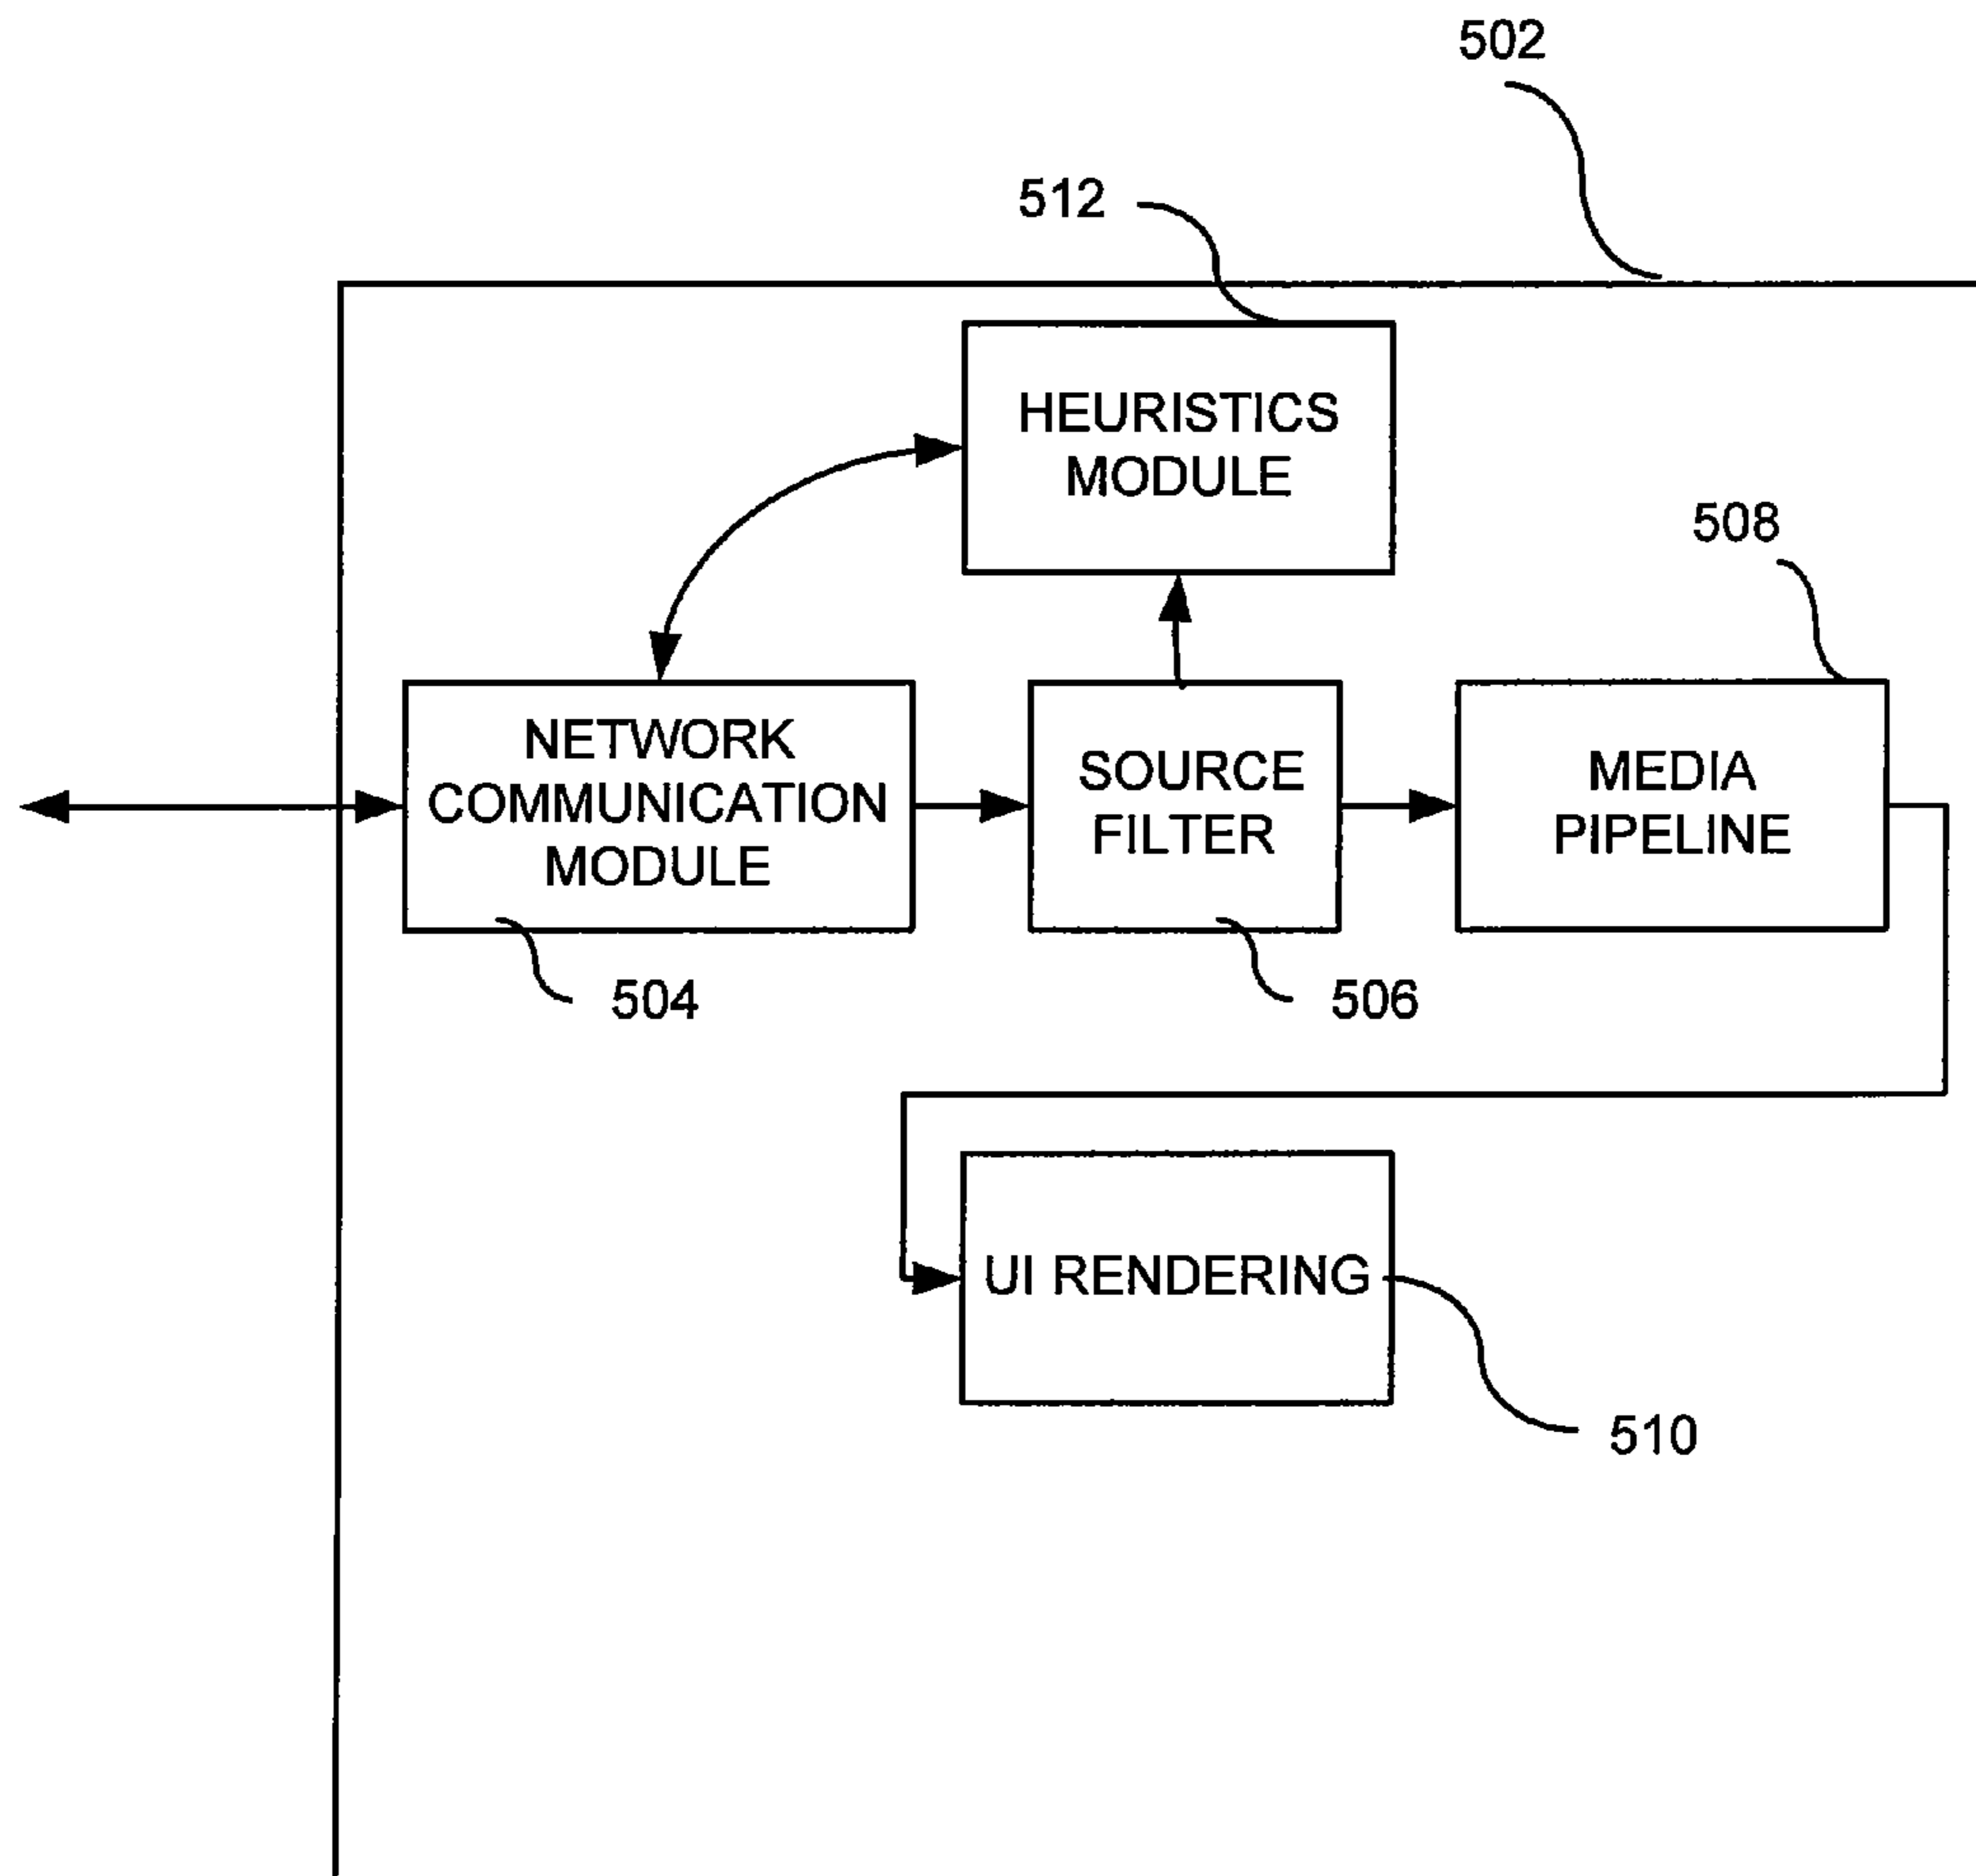 502
512
HEURISTICS
MODULE
508
NETWORK
COMMUNICATION
MODULE
SOURCE
FILTER
MEDIA
PIPELINE
504
506
UI RENDERING
510